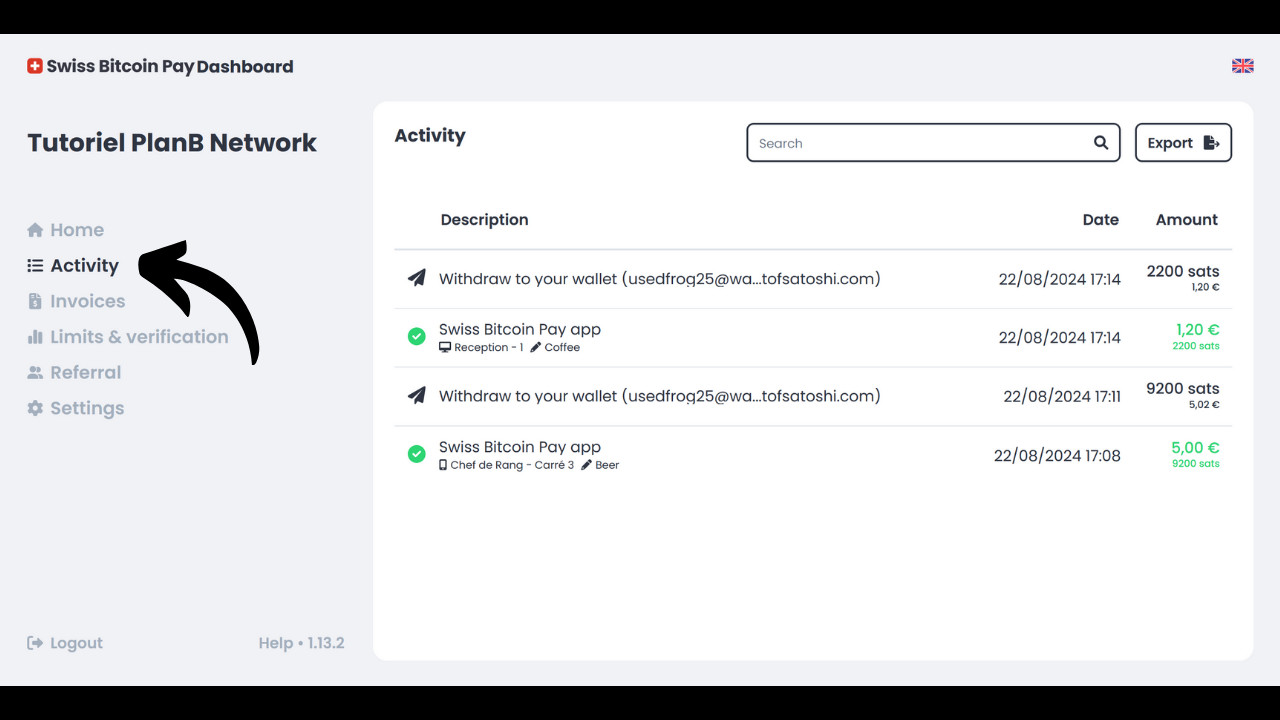 Swiss Bitcoin Pay Dashboard
Tutoriel PlanB Network
Home
Activity
Invoices
Limits & verification
Referral
Settings
Logout
Help • 1.13.2
Activity
Search
Export
Description Date Amount
Withdraw to your wallet (usedfrog25@wa...tofsatoshi.com) 22/08/2024 17:14 2200 sats
1,20 €
Swiss Bitcoin Pay app 22/08/2024 17:14 1,20 €
Reception - 1 Coffee 2200 sats
Withdraw to your wallet (usedfrog25@wa...tofsatoshi.com) 22/08/2024 17:11 9200 sats
5,02 €
Swiss Bitcoin Pay app 22/08/2024 17:08 5,00 €
Chef de Rang - Carré 3 Beer 9200 sats